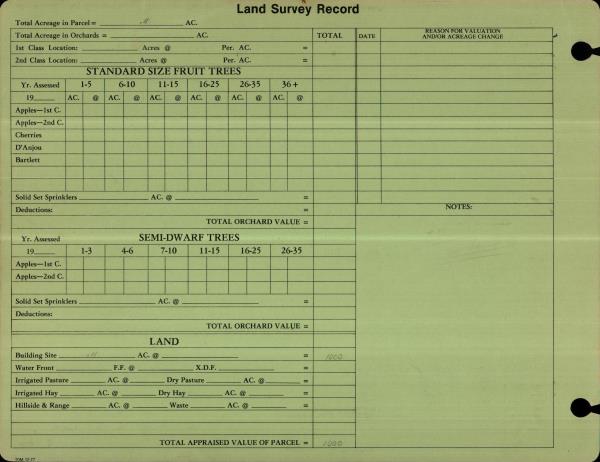 Land Survey Record
Total Acreage in Parcel = AC.
Total Acreage in Orchards = AC. TOTAL DATE REASON FOR VALUATION AND/OR ACREAGE CHANGE
1st Class Location: Acres @ Per. AC. =
2nd Class Location: Acres @ Per. AC. =
STANDARD SIZE FRUIT TREES
Yr. Assessed 1-5 6-10 11-15 16-25 26-35 36 +
19 AC. @ AC. @ AC. @ AC. @ AC. @ AC. @
Apples—1st C.
Apples—2nd C.
Cherries
D'Anjou
Bartlett
Solid Set Sprinklers AC. @ =
Deductions: = NOTES:
TOTAL ORCHARD VALUE =
SEMI-DWARF TREES
Yr. Assessed
19 1-3 4-6 7-10 11-15 16-25 26-35
Apples—1st C.
Apples—2nd C.
Solid Set Sprinklers AC. @ =
Deductions:
TOTAL ORCHARD VALUE =
LAND
Building Site AC. @ = 1000
Water Front F.F. @ X.D.F. =
Irrigated Pasture AC. @ Dry Pasture AC. @ =
Irrigated Hay AC. @ Dry Hay AC. @ =
Hillside & Range AC. @ Waste AC. @ =
TOTAL APPRAISED VALUE OF PARCEL = 1000